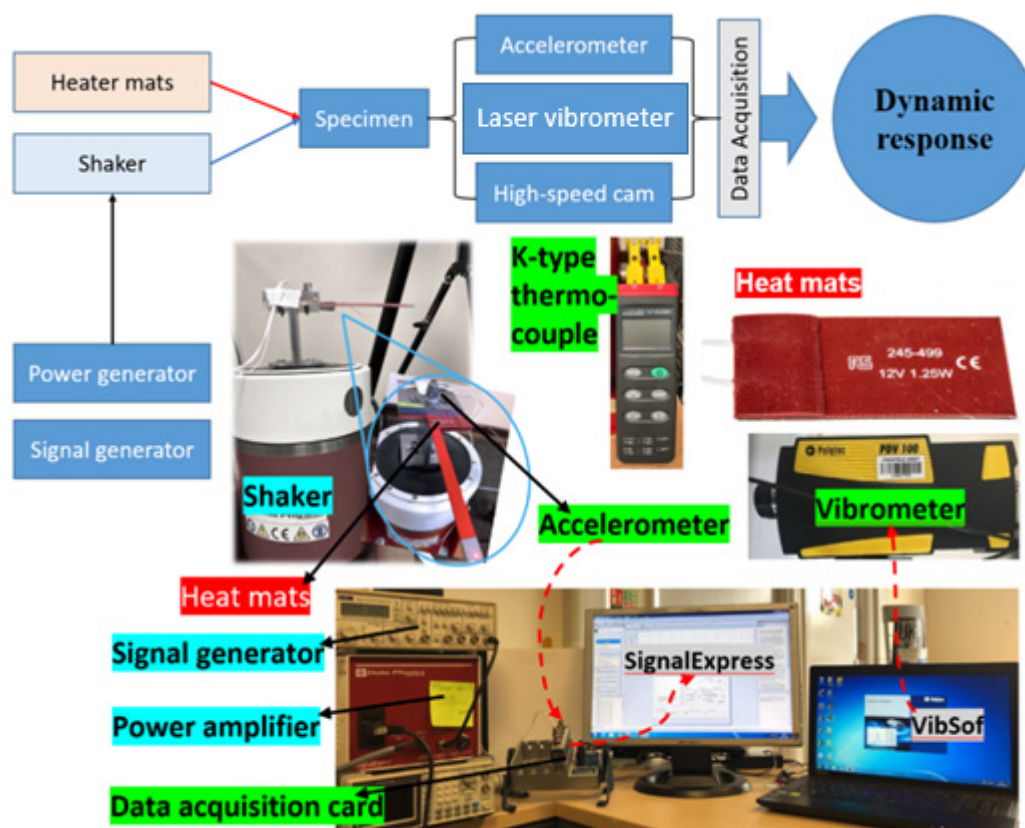 Heater mats
Shaker
Power generator
Signal generator
Specimen
Accelerometer
Laser vibrometer
High-speed cam
Data Acquisition
Dynamic
response
K-type
thermo-
couple
Heat mats
245-499
12V 1.25W
CE
RS
Polytec
PDV 100
Vibrometer
Shaker
Accelerometer
Heat mats
Signal generator
Power amplifier
Data acquisition card
SignalExpress
VibSof